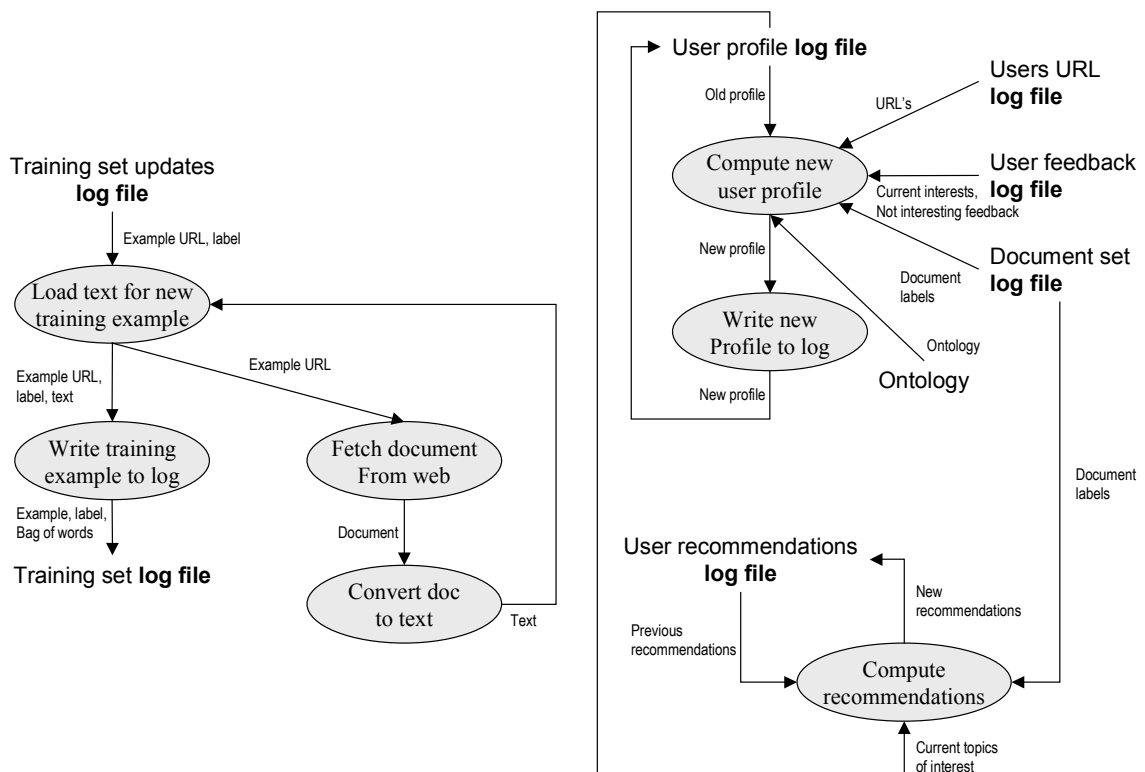 Training set updates
log file
Example URL, label
Load text for new
training example
Example URL,
label, text
Example URL
Write training
example to log
Fetch document
From web
Example, label,
Bag of words
Document
Training set log file
Convert doc
to text
Text
User profile log file
Old profile
URL's
Users URL
log file
Compute new
user profile
User feedback
log file
Current interests,
Not interesting feedback
New profile
Document
labels
Document set
log file
Write new
Profile to log
Ontology
Ontology
New profile
Document
labels
User recommendations
log file
New
recommendations
Previous
recommendations
Compute
recommendations
Current topics
of interest